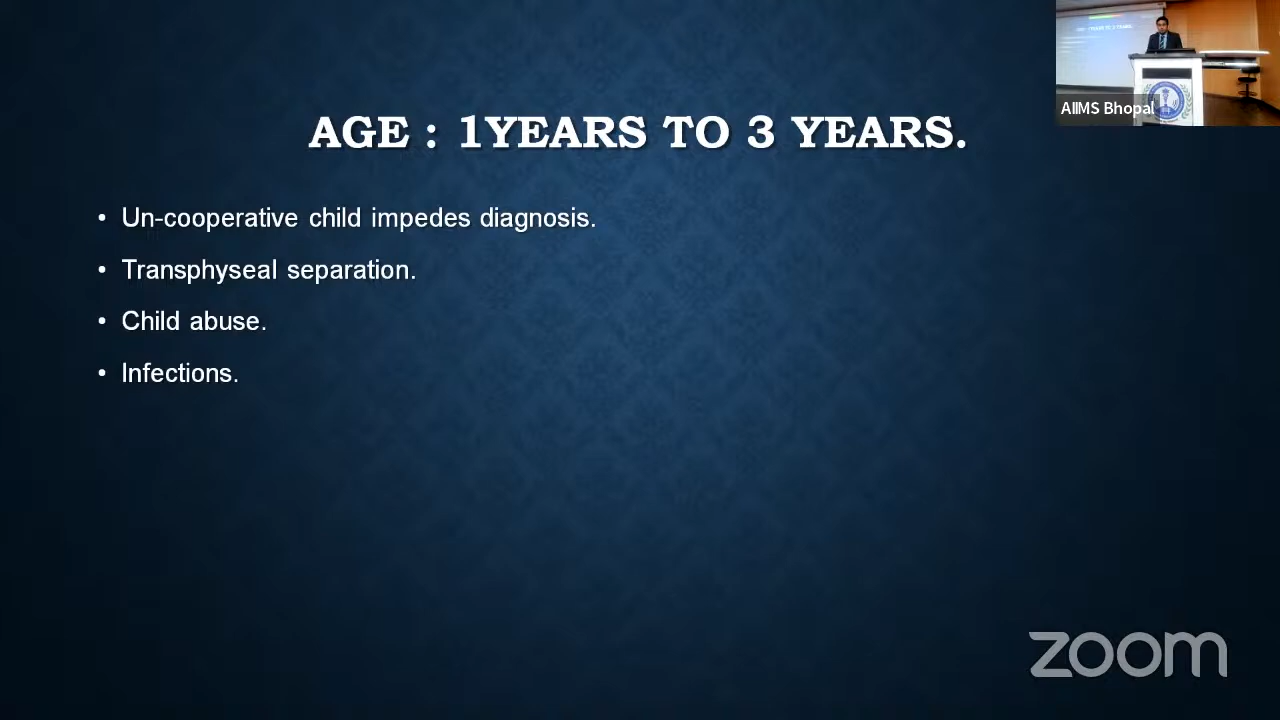 AGE : 1YEARS TO 3 YEARS.
• Un-cooperative child impedes diagnosis.
• Transphyseal separation.
• Child abuse.
• Infections.
AIIMS Bhopal
zoom